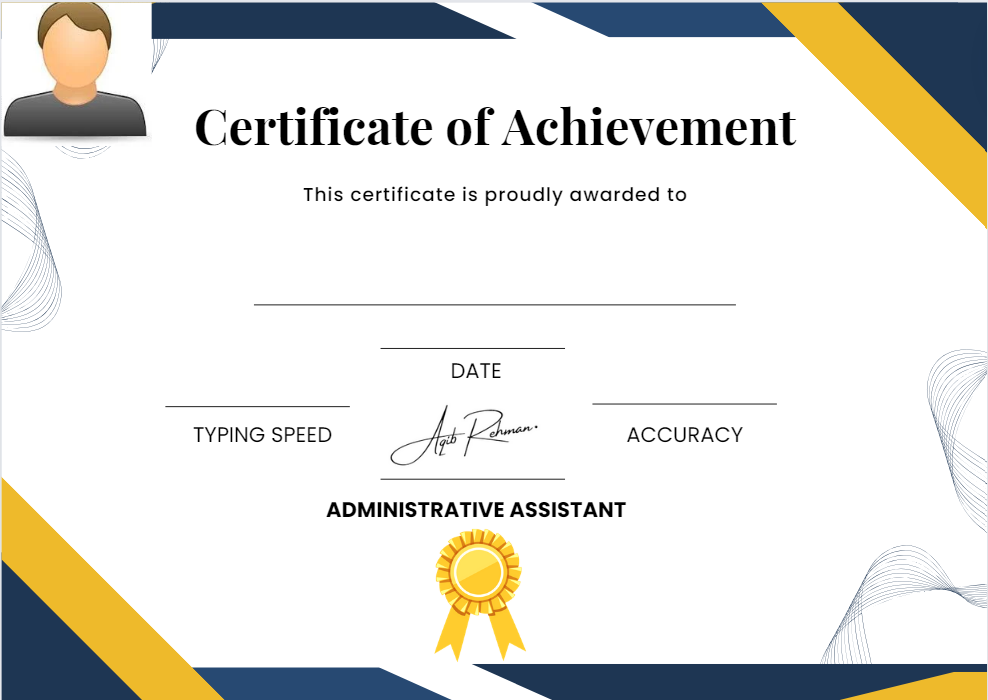 Certificate of Achievement
This certificate is proudly awarded to
DATE
TYPING SPEED
Aqib Rehman.
ACCURACY
ADMINISTRATIVE ASSISTANT